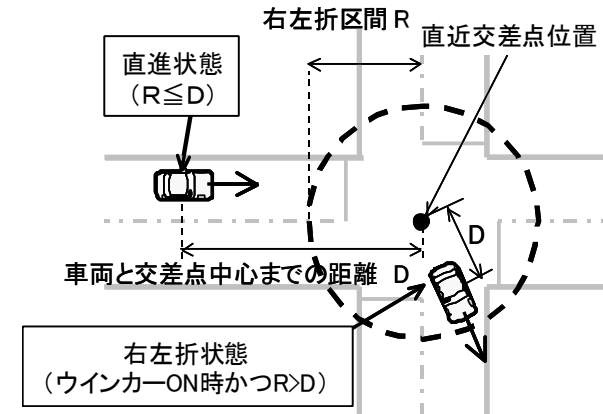 右左折区間 R
直近交差点位置
直進状態
（R≦D）
D
車両と交差点中心までの距離 D
右左折状態
（ウインカーON時かつR>D）